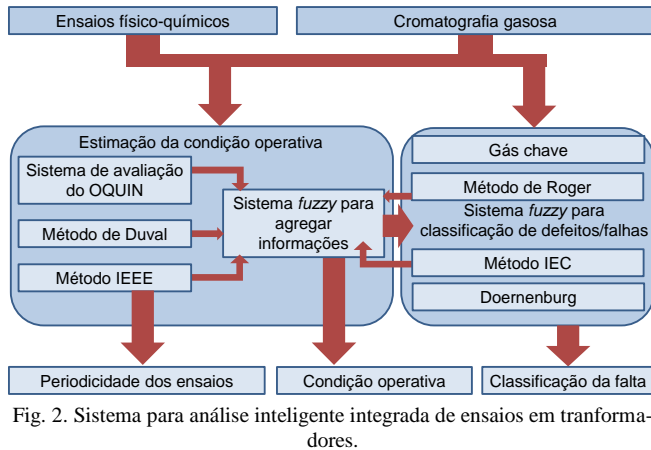 Ensaios físico-químicos
Cromatografia gasosa
Estimação da condição operativa
Sistema de avaliação
do OQUIN
Método de Duval
Método IEEE
Sistema fuzzy para
agregar
informações
Gás chave
Método de Roger
Sistema fuzzy para
classificação de defeitos/falhas
Método IEC
Doernenburg
Periodicidade dos ensaios
Condição operativa
Classificação da falta
Fig. 2. Sistema para análise inteligente integrada de ensaios em tranforma-
dores.